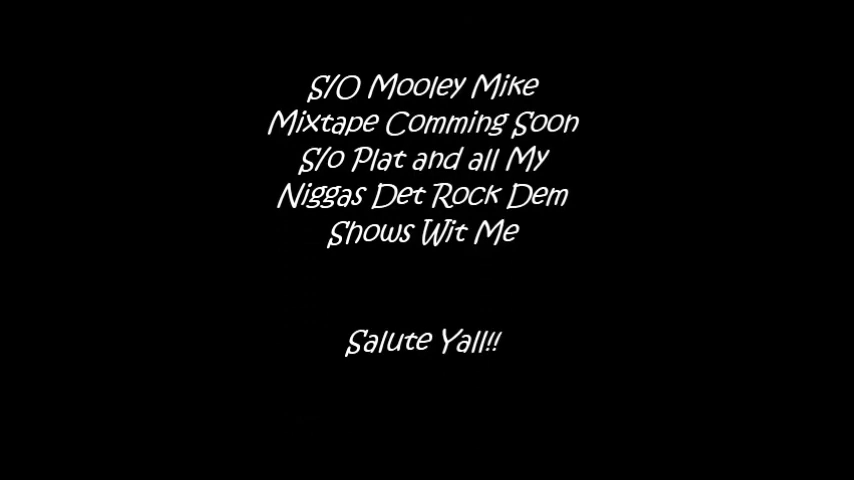 S/O Mooley Mike
Mixtape Comming Soon
S/o Plat and all My
Niggas Det Rock Dem
Shows Wit Me
Salute Yall!!